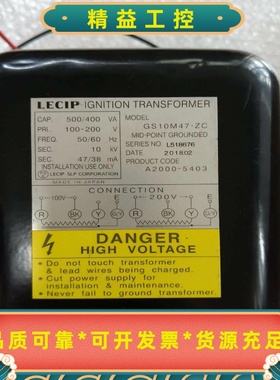 精益工控
LECIP IGNITION TRANSFORMER
CAP. 500/400 VA
PRI. 100-200 V
FREQ. 50/60 Hz
SEC. 10 kV
SEC. 47/38 mA
INSTALLATION USE ONLY
LECIP SLP CORPORATION
MADE IN JAPAN
MODEL
GS10M47-ZC
MID-POINT GROUNDED
SERIES NO L518676
DATE 2018.02
PRODUCT CODE
A2000-5403
CONNECTION
100V 200V
R BK Y E R BK Y E
DANGER
HIGH VOLTAGE
• Do not touch transformer
& lead wires being charged.
• Cut power supply for
installation & maintenance.
• Never fail to ground transformer.
品质可靠*可开发票*货源充足